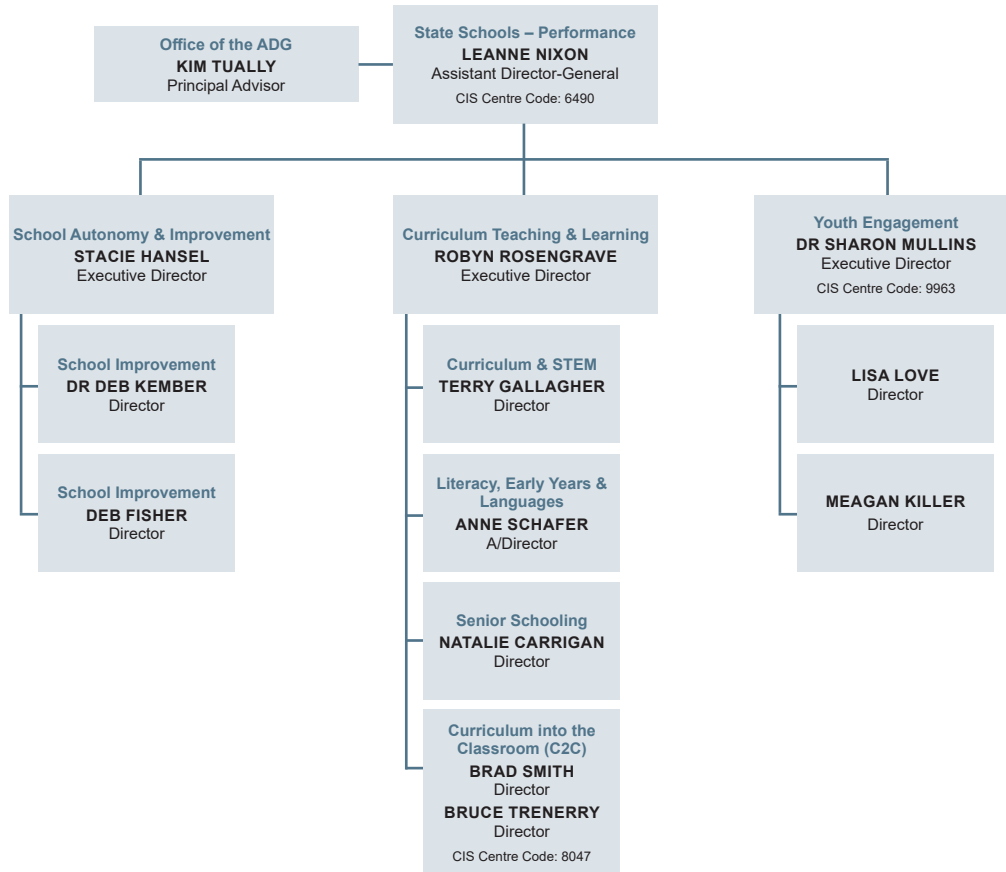 Office of the ADG
KIM TUALLY
Principal Advisor
State Schools – Performance
LEANNE NIXON
Assistant Director-General
CIS Centre Code: 6490
School Autonomy & Improvement
STACIE HANSEL
Executive Director
School Improvement
DR DEB KEMBER
Director
School Improvement
DEB FISHER
Director
Curriculum Teaching & Learning
ROBYN ROSENGRAVE
Executive Director
Curriculum & STEM
TERRY GALLAGHER
Director
Literacy, Early Years &
Languages
ANNE SCHAFER
A/Director
Senior Schooling
NATALIE CARRIGAN
Director
Curriculum into the
Classroom (C2C)
BRAD SMITH
Director
BRUCE TRENERRY
Director
CIS Centre Code: 8047
Youth Engagement
DR SHARON MULLINS
Executive Director
CIS Centre Code: 9963
LISA LOVE
Director
MEAGAN KILLER
Director